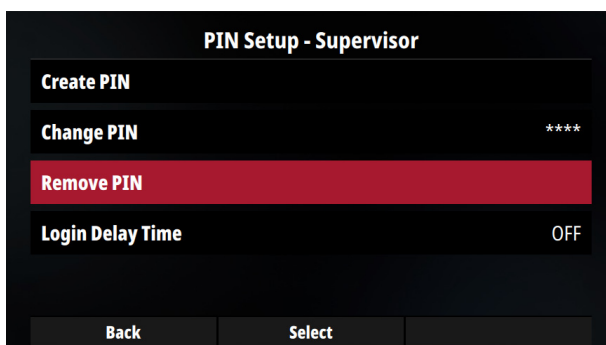 PIN Setup - Supervisor
Create PIN
Change PIN ****
Remove PIN
Login Delay Time OFF
Back Select